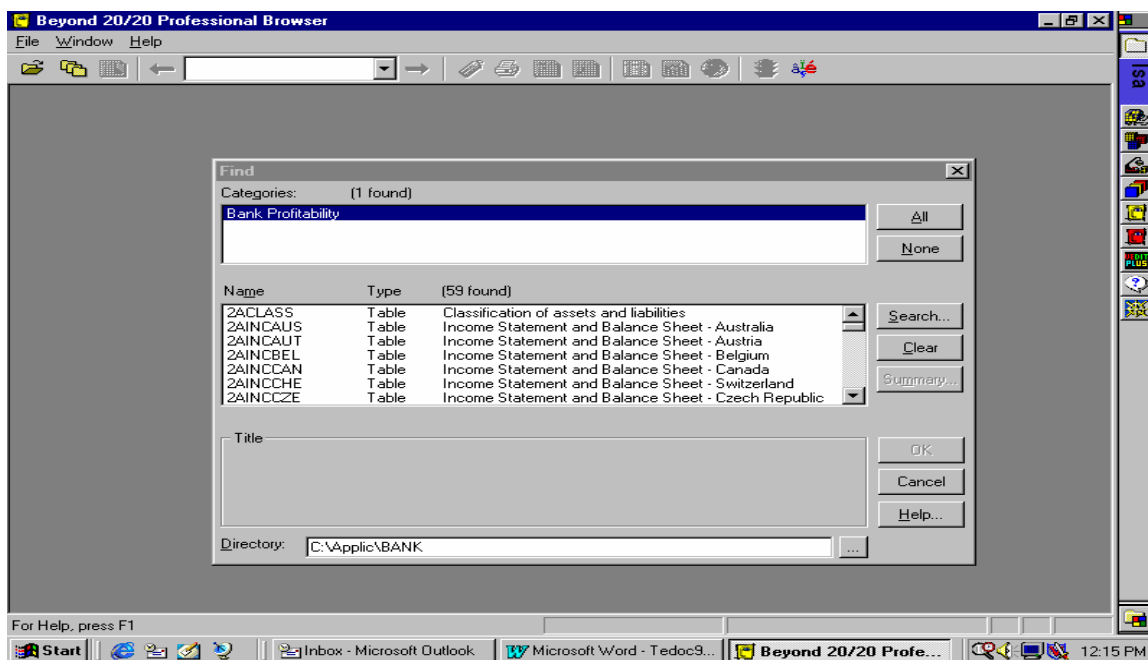 Beyond 20/20 Professional Browser
File Window Help
Find
Categories: (1 found)
Bank Profitability
All
None
Name Type (59 found)
2ACLASS Table Classification of assets and liabilities
2AINCAUS Table Income Statement and Balance Sheet - Australia
2AINCAUT Table Income Statement and Balance Sheet - Austria
2AINCBEL Table Income Statement and Balance Sheet - Belgium
2AINCCAN Table Income Statement and Balance Sheet - Canada
2AINCCHE Table Income Statement and Balance Sheet - Switzerland
2AINCCZE Table Income Statement and Balance Sheet - Czech Republic
Search...
Clear
Summary...
Title
OK
Cancel
Help...
Directory: C:\Applic\BANK
...
For Help, press F1
Start Inbox - Microsoft Outlook Microsoft Word - Tedoc9... Beyond 20/20 Profe... 12:15 PM